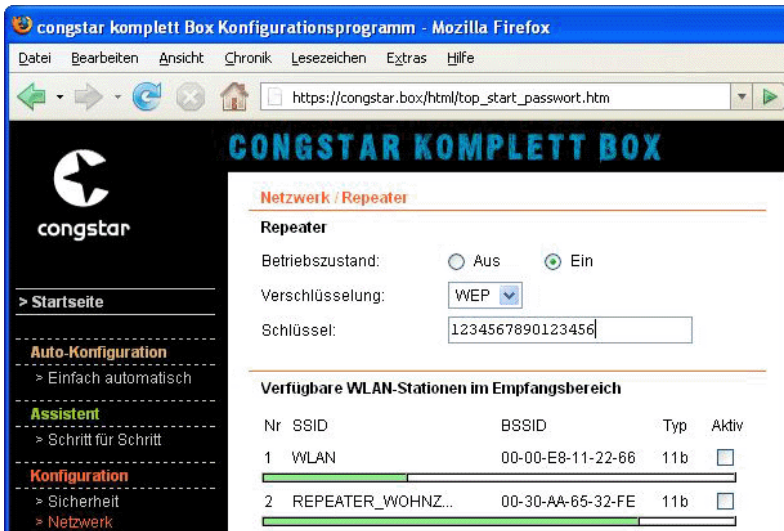 congstar komplett Box Konfigurationsprogramm - Mozilla Firefox
Datei Bearbeiten Ansicht Chronik Lesezeichen Extras Hilfe
https://congstar.box/html/top_start_passwort.htm
CONGSTAR KOMPLETT BOX
congstar
> Startseite
Auto-Konfiguration
> Einfach automatisch
Assistent
> Schritt für Schritt
Konfiguration
> Sicherheit
> Netzwerk
Netzwerk / Repeater
Repeater
Betriebszustand: Aus Ein
Verschlüsselung: WEP
Schlüssel: 1234567890123456
Verfügbare WLAN-Stationen im Empfangsbereich
Nr SSID BSSID Typ Aktiv
1 WLAN 00-00-E8-11-22-66 11b
2 REPEATER_WOHNZ... 00-30-AA-65-32-FE 11b